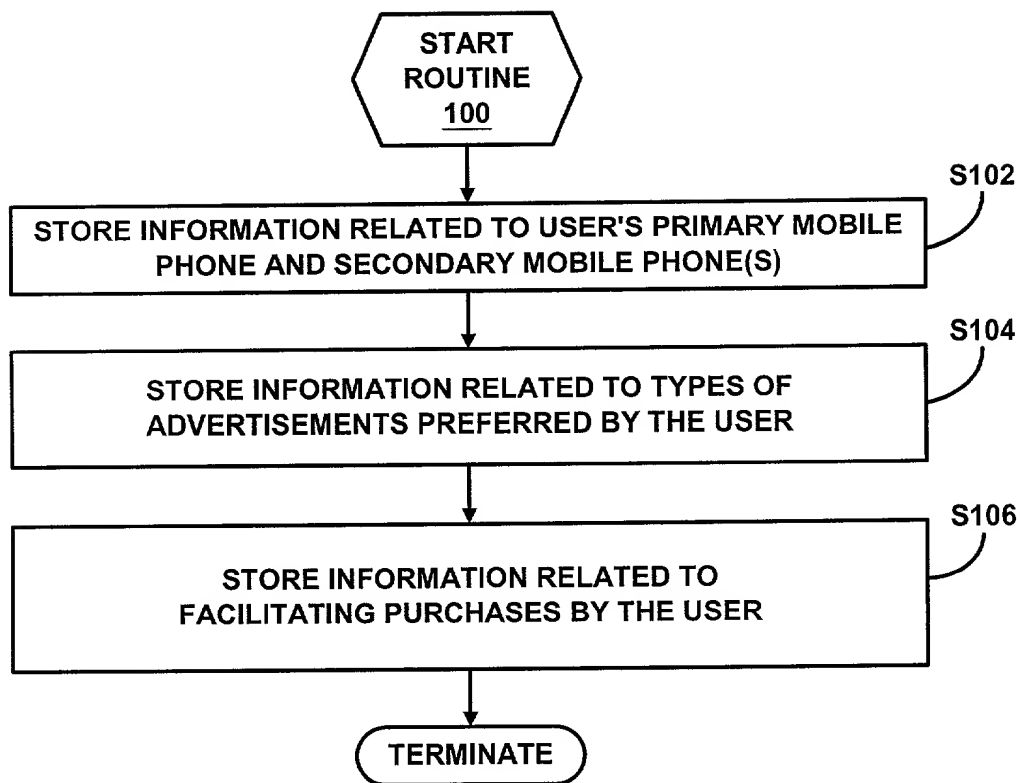 START
ROUTINE
100
S102
STORE INFORMATION RELATED TO USER'S PRIMARY MOBILE
PHONE AND SECONDARY MOBILE PHONE(S)
S104
STORE INFORMATION RELATED TO TYPES OF
ADVERTISEMENTS PREFERRED BY THE USER
S106
STORE INFORMATION RELATED TO
FACILITATING PURCHASES BY THE USER
TERMINATE